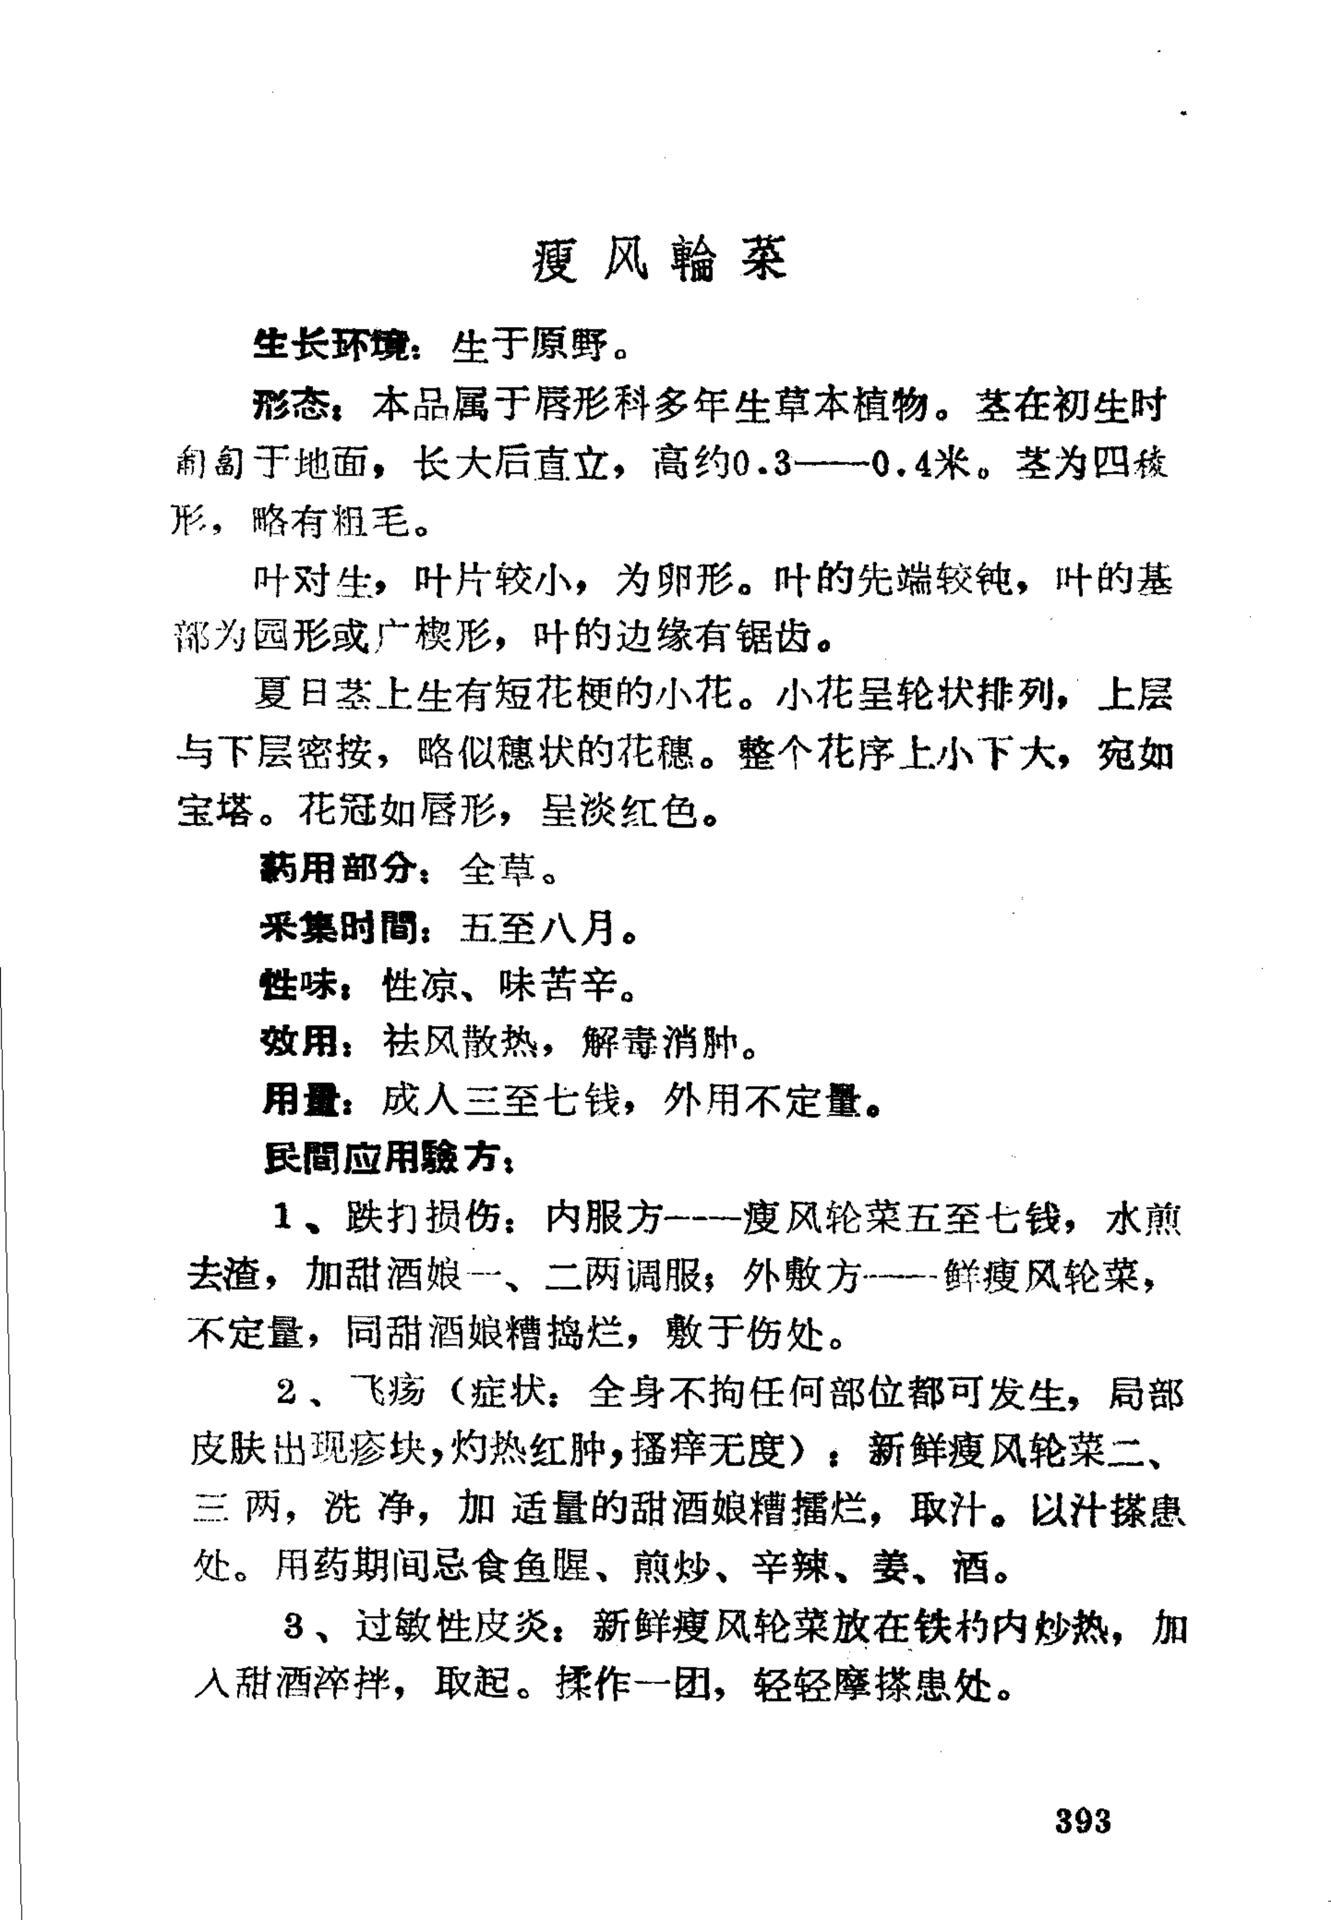 瘦风輪菜
生长环境：生于原野。
形态：本品属于唇形科多年生草本植物。茎在初生时
匍匐于地面，长大后直立，高约0.3——0.4米。茎为四稜
形，略有粗毛。
叶对生，叶片较小，为卵形。叶的先端较钝，叶的基
部为园形或广楔形，叶的边缘有锯齿。
夏日茎上生有短花梗的小花。小花呈轮状排列，上层
与下层密按，略似穗状的花穗。整个花序上小下大，宛如
宝塔。花冠如唇形，呈淡红色。
药用部分：全草。
采集时間：五至八月。
性味：性凉、味苦辛。
效用：祛风散热，解毒消肿。
用量：成人三至七钱，外用不定量。
民間应用驗方：
1、跌打损伤：内服方——瘦风轮菜五至七钱，水煎
去渣，加甜酒娘一、二两调服；外敷方——鲜瘦风轮菜，
不定量，同甜酒娘糟捣烂，敷于伤处。
2、飞疡（症状：全身不拘任何部位都可发生，局部
皮肤出现疹块，灼热红肿，搔痒无度）：新鲜瘦风轮菜二、
三两，洗净，加适量的甜酒娘糟擂烂，取汁。以汁搽患
处。用药期间忌食鱼腥、煎炒、辛辣、姜、酒。
3、过敏性皮炎：新鲜瘦风轮菜放在铁杓内炒热，加
入甜酒淬拌，取起。揉作一团，轻轻摩搽患处。
393